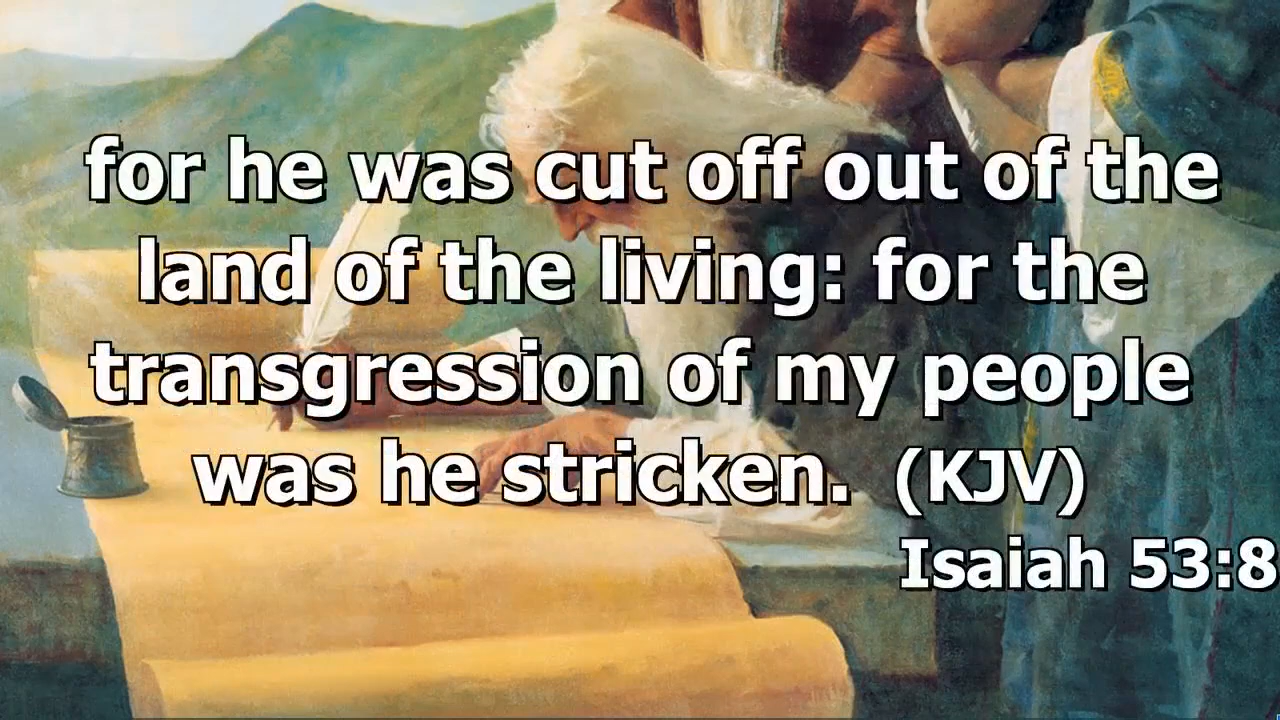 for he was cut off out of the
land of the living: for the
transgression of my people
was he stricken. (KJV)
Isaiah 53:8